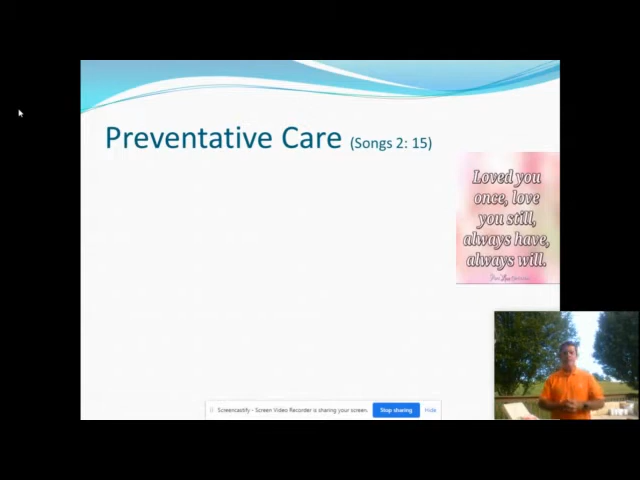 Preventative Care (Songs 2: 15)
Loved you
once, love
you still,
always have,
always will.
Screencastify - Screen Video Recorder is sharing your screen.
Stop sharing
Hide